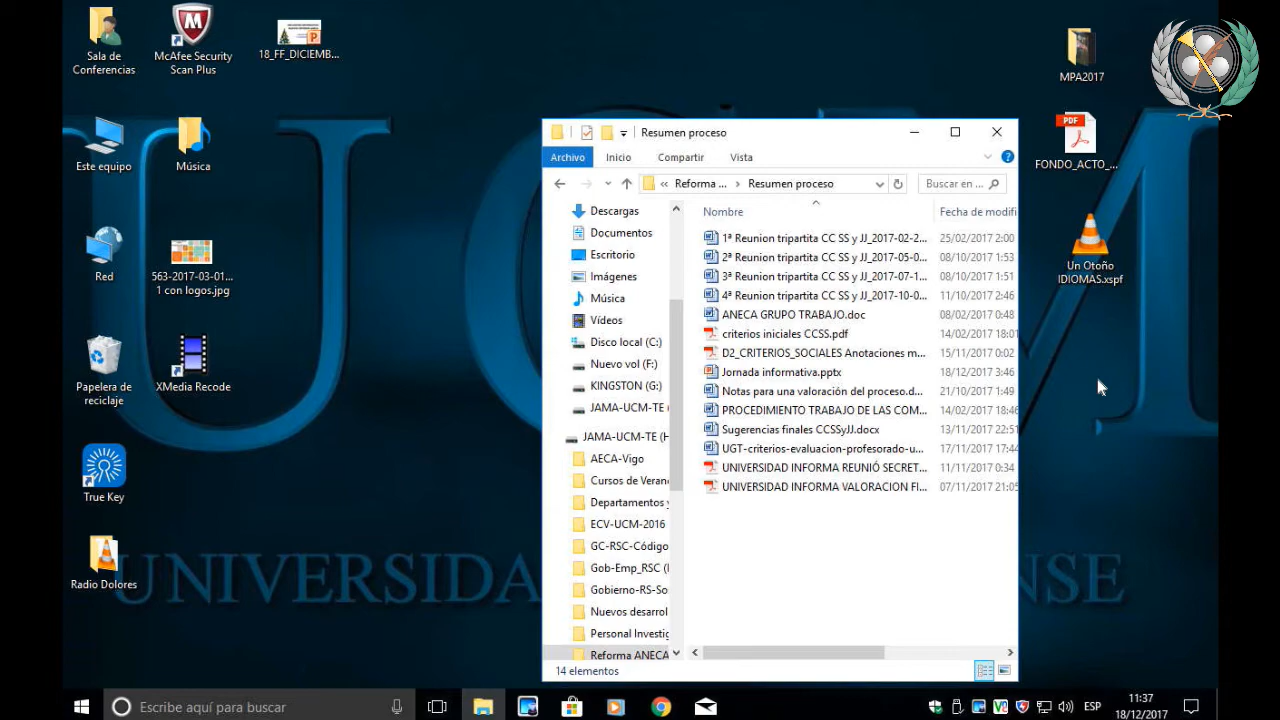 Sala de
Conferencias
McAfee Security
Scan Plus
18_FF_DICIEMB...
MPA2017
Este equipo
Música
FONDO_ACTO_...
Red
563-2017-03-01...
1 con logos.jpg
Un Otoño
IDIOMAS.xspf
Papelera de
reciclaje
XMedia Recode
True Key
Radio Dolores
Resumen proceso
Archivo
Inicio
Compartir
Vista
« Reforma ... › Resumen proceso
Buscar en ...
Descargas
Documentos
Escritorio
Imágenes
Música
Vídeos
Disco local (C:)
Nuevo vol (F:)
KINGSTON (G:)
JAMA-UCM-TE (
JAMA-UCM-TE (H
AECA-Vigo
Cursos de Veran
Departamentos y
ECV-UCM-2016
GC-RSC-Código
Gob-Emp_RSC (
Gobierno-RS-So
Nuevos desarrol
Personal Investig
Reforma ANECA
Nombre Fecha de modifi
1ª Reunion tripartita CC SS y JJ_2017-02-2... 25/02/2017 2:00
2ª Reunion tripartita CC SS y JJ_2017-05-0... 08/10/2017 1:53
3ª Reunion tripartita CC SS y JJ_2017-07-1... 08/10/2017 1:51
4ª Reunion tripartita CC SS y JJ_2017-10-0... 11/10/2017 2:46
ANECA GRUPO TRABAJO.doc 08/02/2017 0:48
criterios iniciales CCSS.pdf 14/02/2017 18:01
D2_CRITERIOS_SOCIALES Anotaciones m... 15/11/2017 0:02
Jornada informativa.pptx 18/12/2017 3:46
Notas para una valoración del proceso.d... 21/10/2017 1:49
PROCEDIMIENTO TRABAJO DE LAS COM... 14/02/2017 18:46
Sugerencias finales CCSSyJJ.docx 13/11/2017 22:51
UGT-criterios-evaluacion-profesorado-u... 17/11/2017 17:44
UNIVERSIDAD INFORMA REUNIÓ SECRET... 11/11/2017 0:34
UNIVERSIDAD INFORMA VALORACION FI... 07/11/2017 21:05
14 elementos
UNIVERSIDA
Escribe aquí para buscar
ESP
11:37
18/12/2017